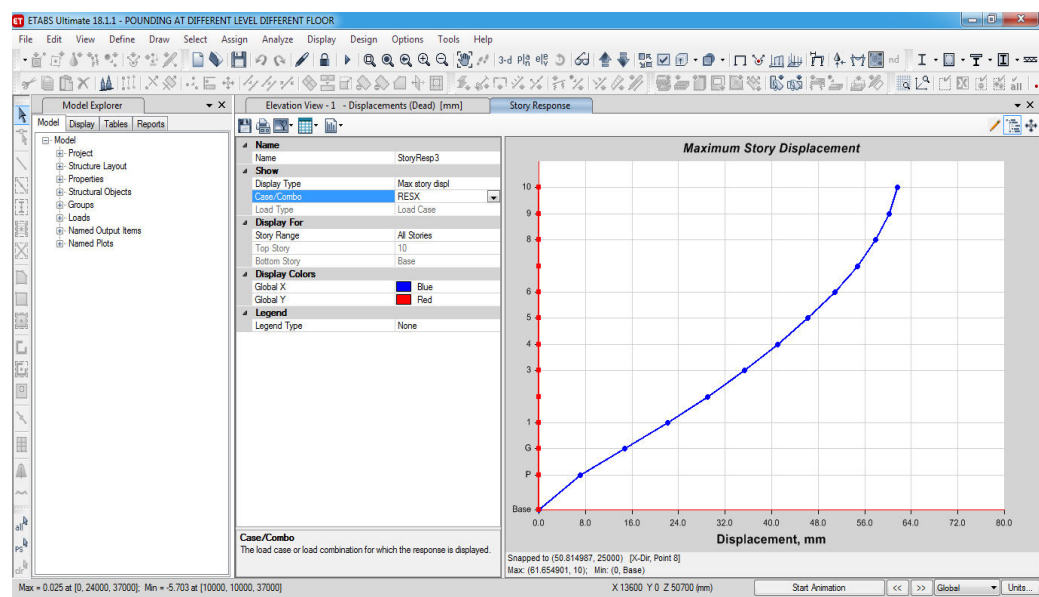 ETABS Ultimate 18.1.1 - POUNDING AT DIFFERENT LEVEL DIFFERENT FLOOR
File Edit View Define Draw Select Assign Analyze Display Design Options Tools Help
3-d nd
Model Explorer
Elevation View - 1 - Displacements (Dead) [mm]
Story Response
Model Display Tables Reports
Model
Project
Structure Layout
Properties
Structural Objects
Groups
Loads
Named Output Items
Named Plots
all
PS
clr
Name
Name StoryResp3
Show
Display Type Max story displ
Case/Combo RESX
Load Type Load Case
Display For
Story Range All Stories
Top Story 10
Bottom Story Base
Display Colors
Global X Blue
Global Y Red
Legend
Legend Type None
Case/Combo
The load case or load combination for which the response is displayed.
Maximum Story Displacement
10
9
8
6
5
4
3
1
G
P
Base
0.0 8.0 16.0 24.0 32.0 40.0 48.0 56.0 64.0 72.0 80.0
Displacement, mm
Snapped to (50.814987, 25000) [X-Dir, Point 8]
Max: (61.654901, 10); Min: (0, Base)
Max = 0.025 at [0, 24000, 37000]; Min = -5.703 at [10000, 10000, 37000]
X 13600 Y 0 Z 50700 (mm)
Start Animation
<< >>
Global
Units...